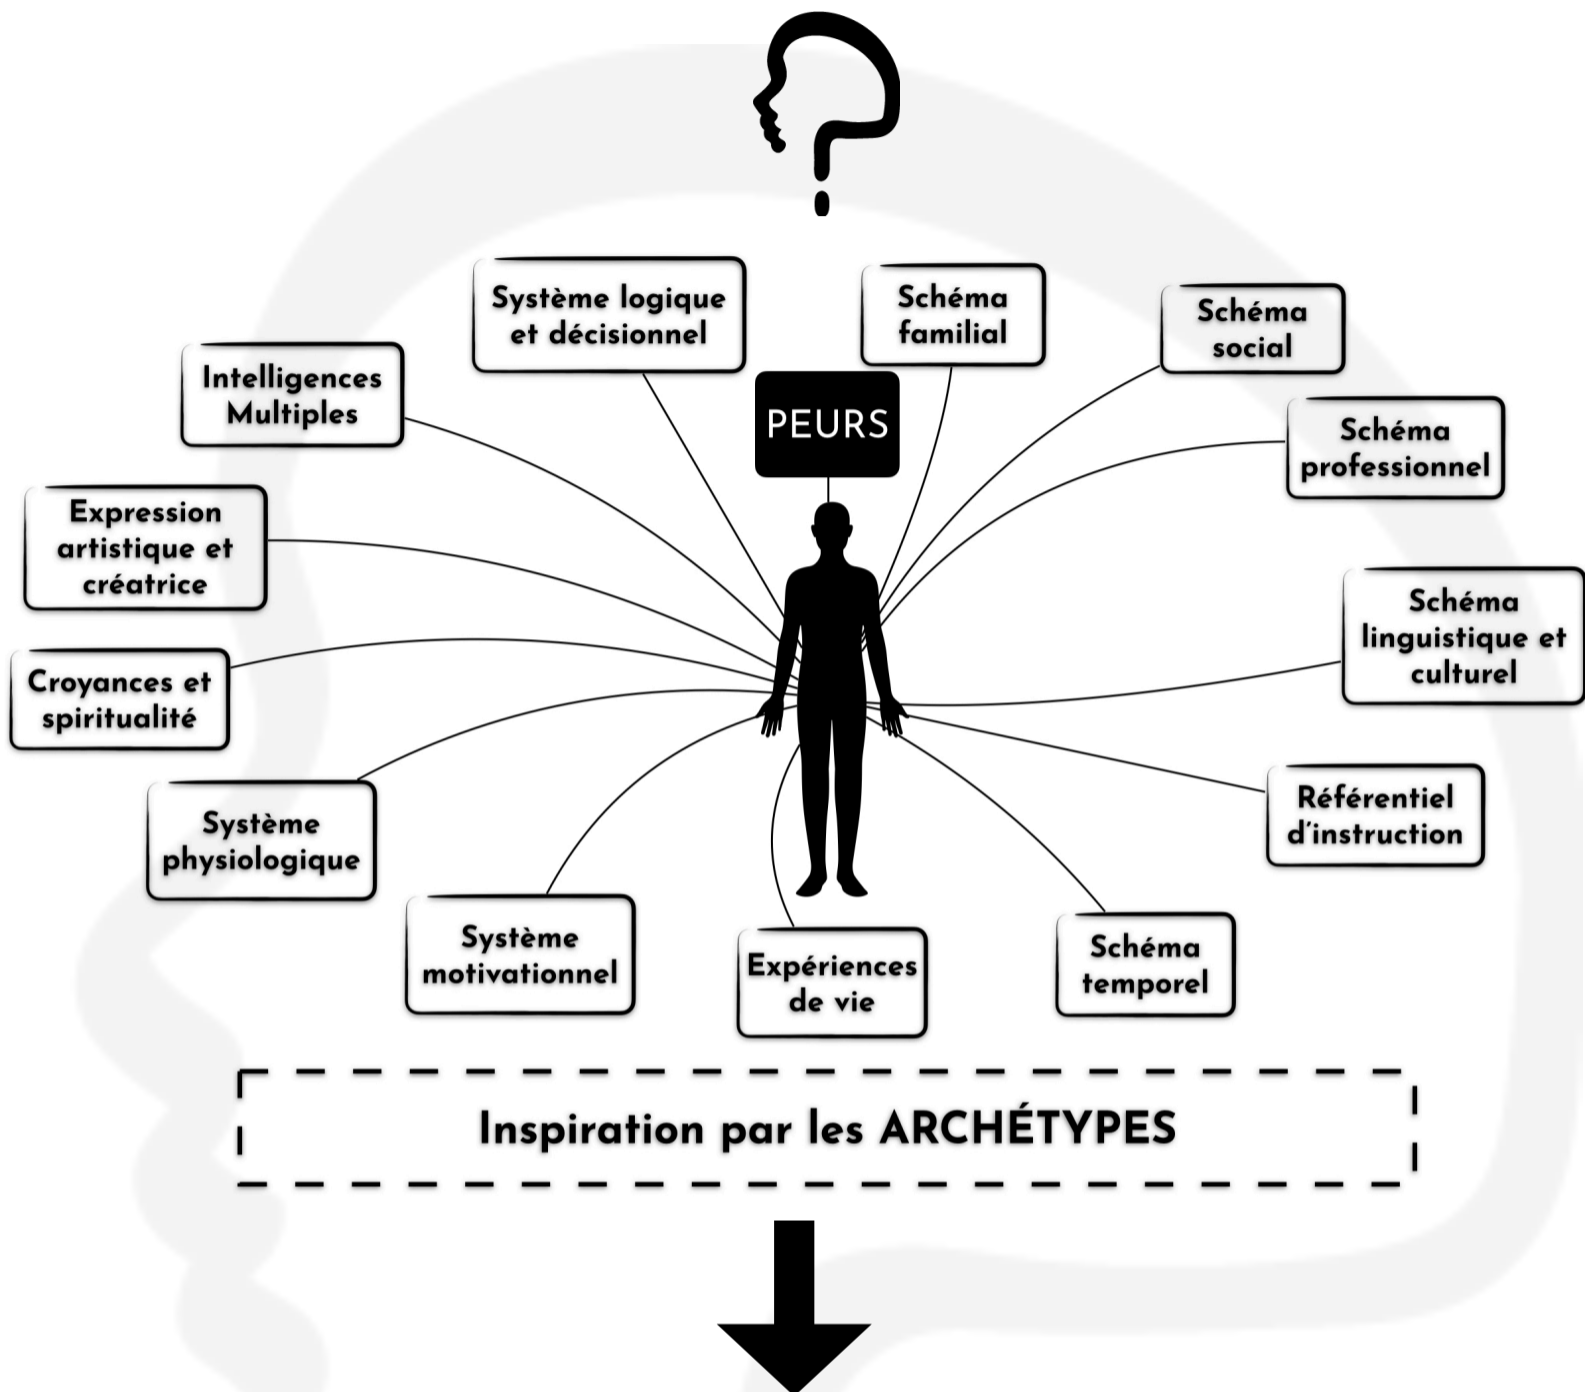 Système logique
et décisionnel
Schéma
familial
Schéma
social
Intelligences
Multiples
PEURS
Schéma
professionnel
Expression
artistique et
créatrice
Schéma
linguistique et
culturel
Croyances et
spiritualité
Système
physiologique
Référentiel
d'instruction
Système
motivationnel
Expériences
de vie
Schéma
temporel
Inspiration par les ARCHÉTYPES